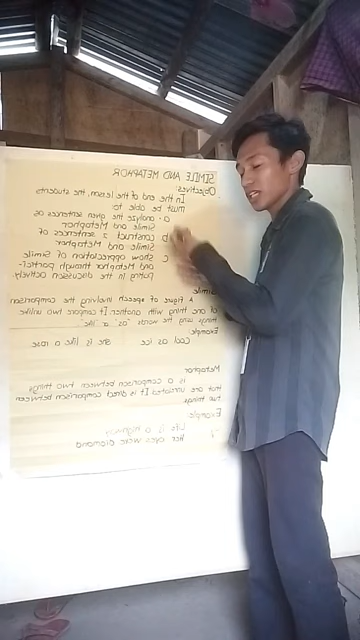 SIMILE AND METAPHOR
Objectives:
In the end of the lesson, the students
must be able to:
a. analyze the given sentences as
Simile and Metaphor
b construct 2 sentences of
Simile and Metaphor
c show appreciation of Simile
and Metaphor through partici-
pating in the discussion actively
Simile
A figure of speech involving the comparison
of one thing with another I compare two unlike
things using the words "as," a like.
Example
Cool as ice She is like a rose
Metaphor
is a comparison between two things
that are unrelated It is direct comparison between
two things.
Example
Life is a highway
Her eyes were diamond